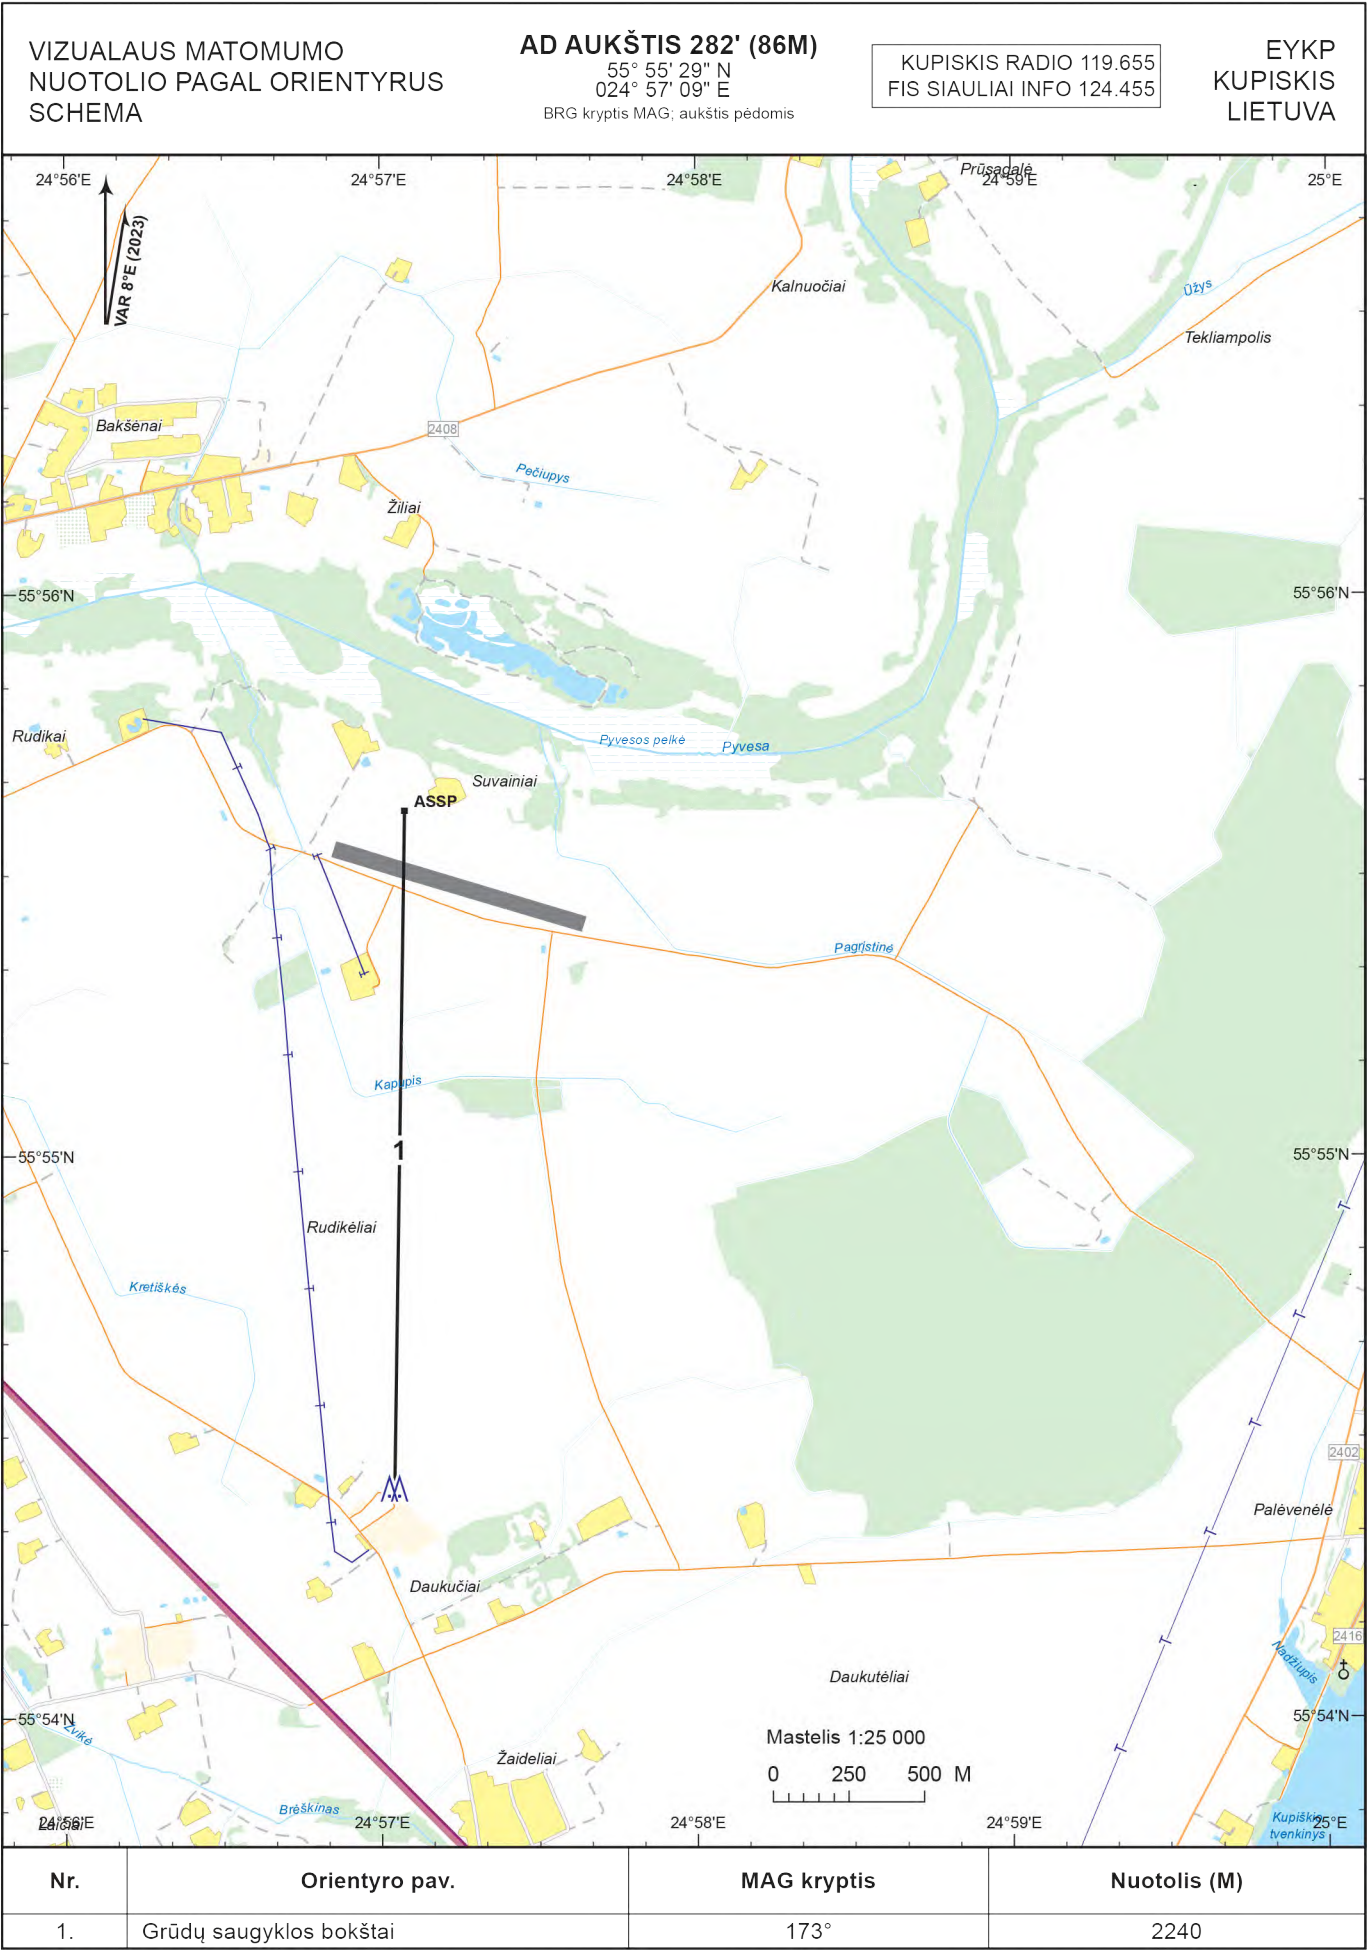 VIZUALAUS MATOMUMO
NUOTOLIO PAGAL ORIENTYRUS
SCHEMA
AD AUKŠTIS 282' (86M)
55° 55' 29" N
024° 57' 09" E
BRG kryptis MAG; aukštis pėdomis
KUPISKIS RADIO 119.655
FIS SIAULIAI INFO 124.455
EYKP
KUPISKIS
LIETUVA
24°56'E
24°57'E
24°58'E
Prūsagalė
24°59'E
25°E
VAR 8°E (2023)
Kalnuočiai
Ūžys
Tekliampolis
Bakšėnai
2408
Pečiupys
Žiliai
55°56'N
55°56'N
Rudikai
Pyvesos pelkė
Pyvesa
Suvainiai
ASSP
Pagrįstinė
Kapupis
1
55°55'N
55°55'N
Rudikėliai
Kretiškės
2402
Palėvenėlė
Daukučiai
2416
Nadžiupis
Daukutėliai
55°54'N
55°54'N
Žvikė
Mastelis 1:25 000
0 250 500 M
Žaideliai
Brėškinas
24°56'E
24°57'E
24°58'E
24°59'E
25°E
Kupiškio
tvenkinys
Nr.
Orientyro pav.
MAG kryptis
Nuotolis (M)
1.
Grūdų saugyklos bokštai
173°
2240